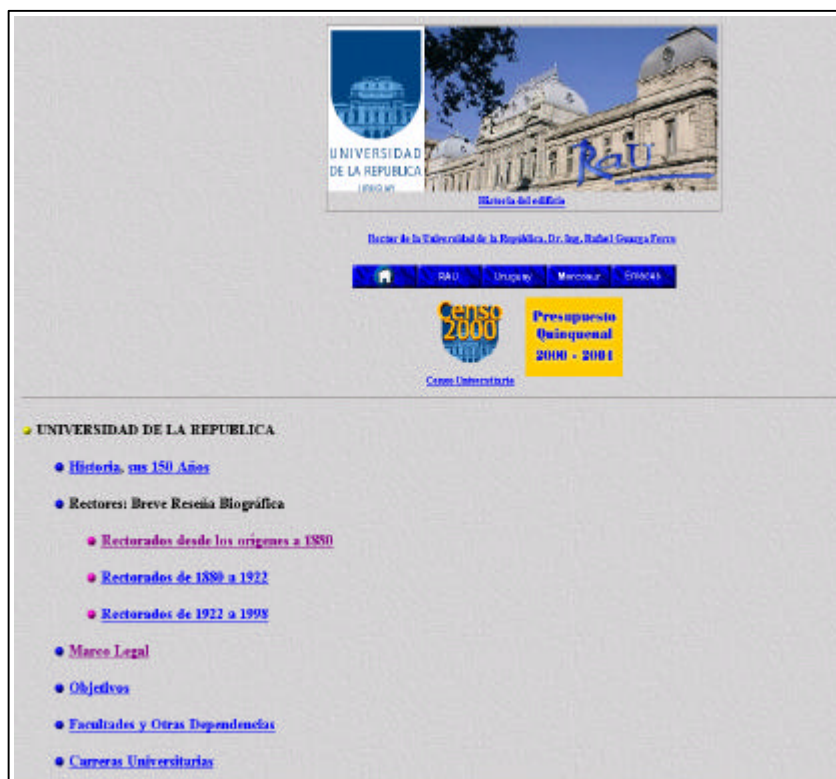 UNIVERSIDAD
DE LA REPUBLICA
URUGUAY
RAU
Historia del edificio
Rector de la Universidad de la República, Dr. Ing. Rafael Guarga Ferro
RAU Uruguay Mercosur Enlaces
Censo
2000
Presupuesto
Quinquenal
2000 - 2004
Censo Universitario
UNIVERSIDAD DE LA REPUBLICA
Historia, sus 150 Años
Rectores: Breve Reseña Biográfica
Rectorados desde los orígenes a 1880
Rectorados de 1880 a 1922
Rectorados de 1922 a 1998
Marco Legal
Objetivos
Facultades y Otras Dependencias
Carreras Universitarias